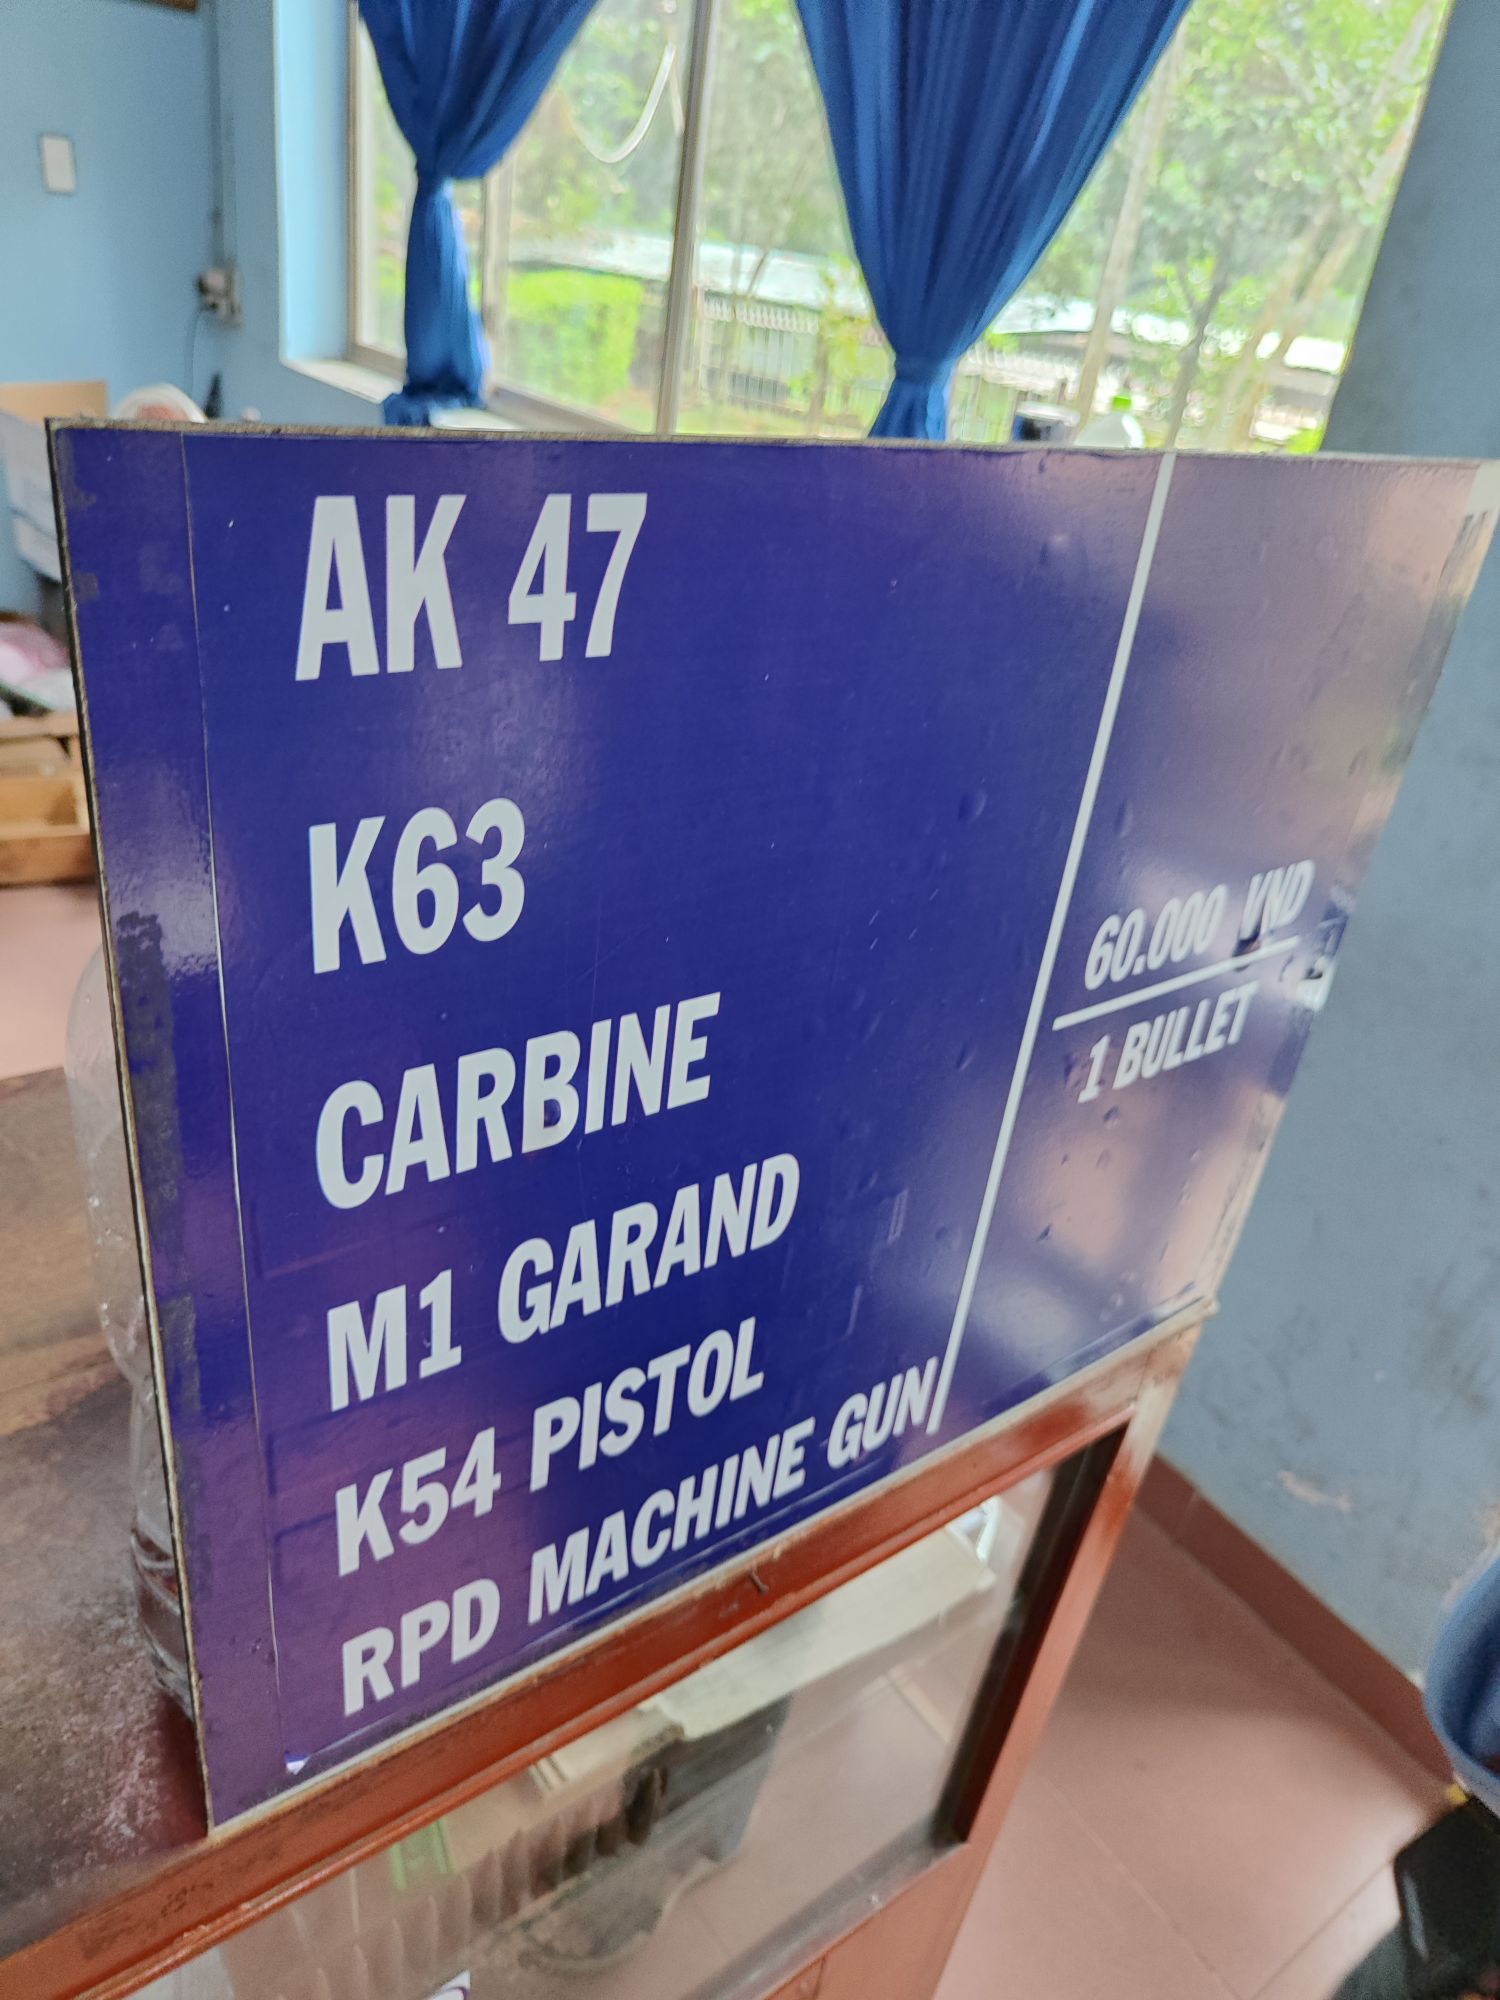 AK 47
K63
CARBINE
M1 GARAND
K54 PISTOL
RPD MACHINE GUN
60.000 VND
1 BULLET